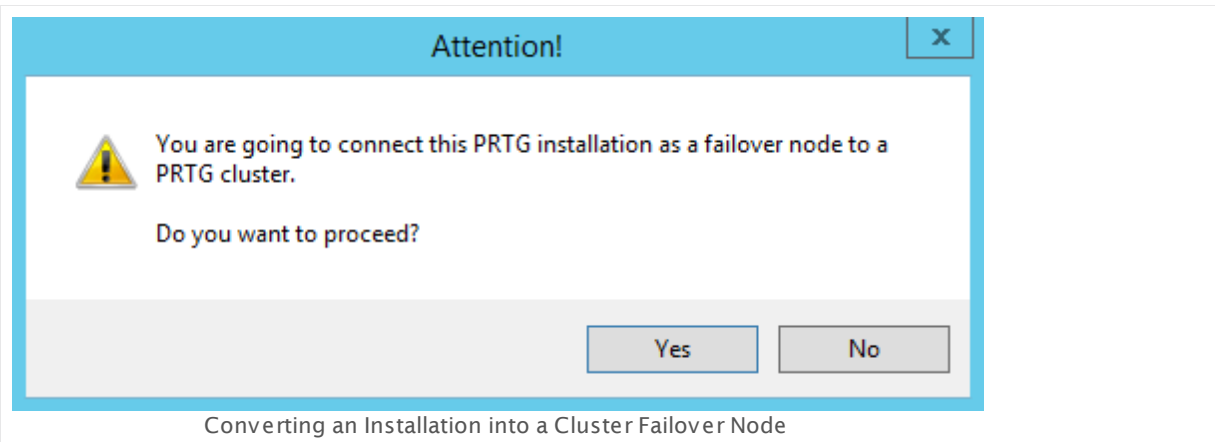 Attention!
x
You are going to connect this PRTG installation as a failover node to a
PRTG cluster.
Do you want to proceed?
Yes
No
Converting an Installation into a Cluster Failover Node